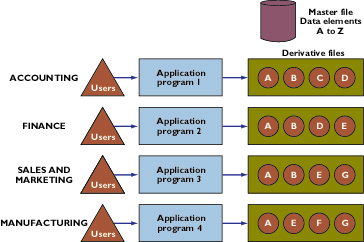 Master file
Data elements
A to Z
Derivative files
ACCOUNTING
Users
Application
program 1
A B C D
FINANCE
Users
Application
program 2
A B D E
SALES AND
MARKETING
Users
Application
program 3
A B E G
MANUFACTURING
Users
Application
program 4
A E F G